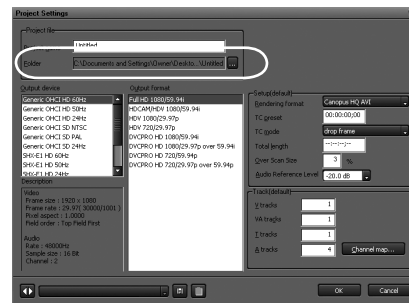 Project Settings
Project file
Untitled
Folder C:\Documents and Settings\Owner\Deskto...\Untitled ...
Output device
Generic OHCI HD 60Hz
Generic OHCI HD 50Hz
Generic OHCI HD 24Hz
Generic OHCI SD NTSC
Generic OHCI SD PAL
Generic OHCI SD 24Hz
SHX-E1 HD 60Hz
SHX-E1 HD 50Hz
SHX-E1 HD 24Hz
Output format
Full HD 1080/59.94i
HDCAM/HDV 1080/59.94i
HDV 1080/29.97p
HDV 720/29.97p
DVCPRO HD 1080/59.94i
DVCPRO HD 1080/29.97p over 59.94i
DVCPRO HD 720/59.94p
DVCPRO HD 720/29.97p over 59.94p
Description
Video
Frame size : 1920 x 1080
Frame rate : 29.97( 30000/1001 )
Pixel aspect : 1.0000
Field order : Top Field First
Audio
Rate : 48000Hz
Sample size : 16 Bit
Channel : 2
Setup(default)
Rendering format Canopus HQ AVI
TC preset 00:00:00;00
TC mode drop frame
Total length --:--:--;--
Over Scan Size 3 %
Audio Reference Level -20.0 dB
Track(default)
V tracks 1
VA tracks 1
T tracks 1
A tracks 4 Channel map...
OK Cancel